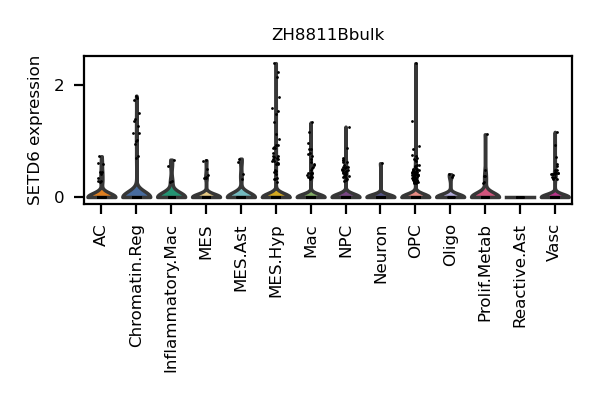 ZH8811Bbulk
SETD6 expression
2
0
AC
Chromatin.Reg
Inflammatory.Mac
MES
MES.Ast
MES.Hyp
Mac
NPC
Neuron
OPC
Oligo
Prolif.Metab
Reactive.Ast
Vasc